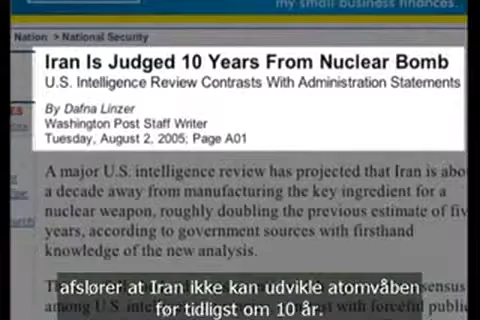 my small business finances.
Nation > National Security
Iran Is Judged 10 Years From Nuclear Bomb
U.S. Intelligence Review Contrasts With Administration Statements
By Dafna Linzer
Washington Post Staff Writer
Tuesday, August 2, 2005; Page A01
A major U.S. intelligence review has projected that Iran is
a decade away from manufacturing the key ingredient for a
nuclear weapon, roughly doubling the previous estimate of
years, according to government sources with firsthand
knowledge of the new analysis.
among U.S. forceful public
afslører at Iran ikke kan udvikle atomvåben
før tidligst om 10 år.